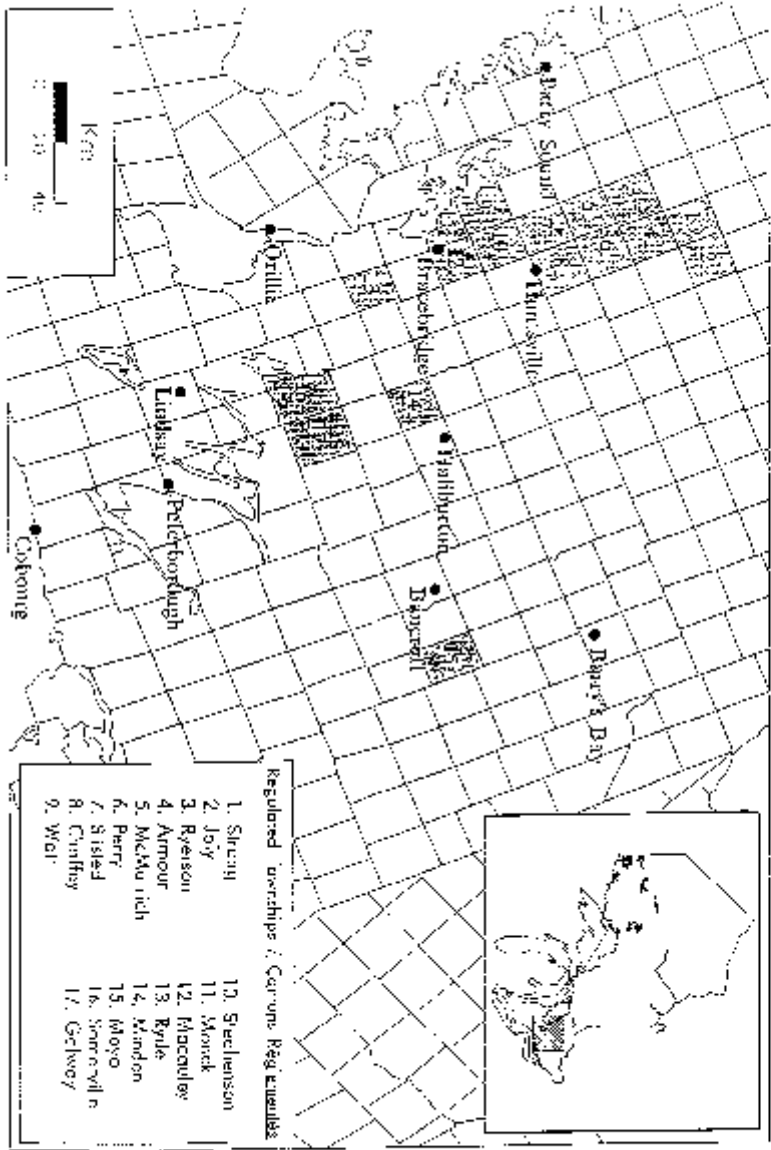 Parry Sound
Huntsville
Bracebridge
Orillia
Haliburton
Barry's Bay
Bancroft
Lindsay
Peterborough
Cobourg
Km
0
40
Regulated Townships / Cantons Réglementés
1. Strong
2. Joly
3. Ryerson
4. Armour
5. McMurrich
6. Perry
7. Stisted
8. Chaffey
9. Watt
10. Stephenson
11. Monck
12. Macaulay
13. Ryde
14. Minden
15. Mayo
16. Somerville
17. Galway